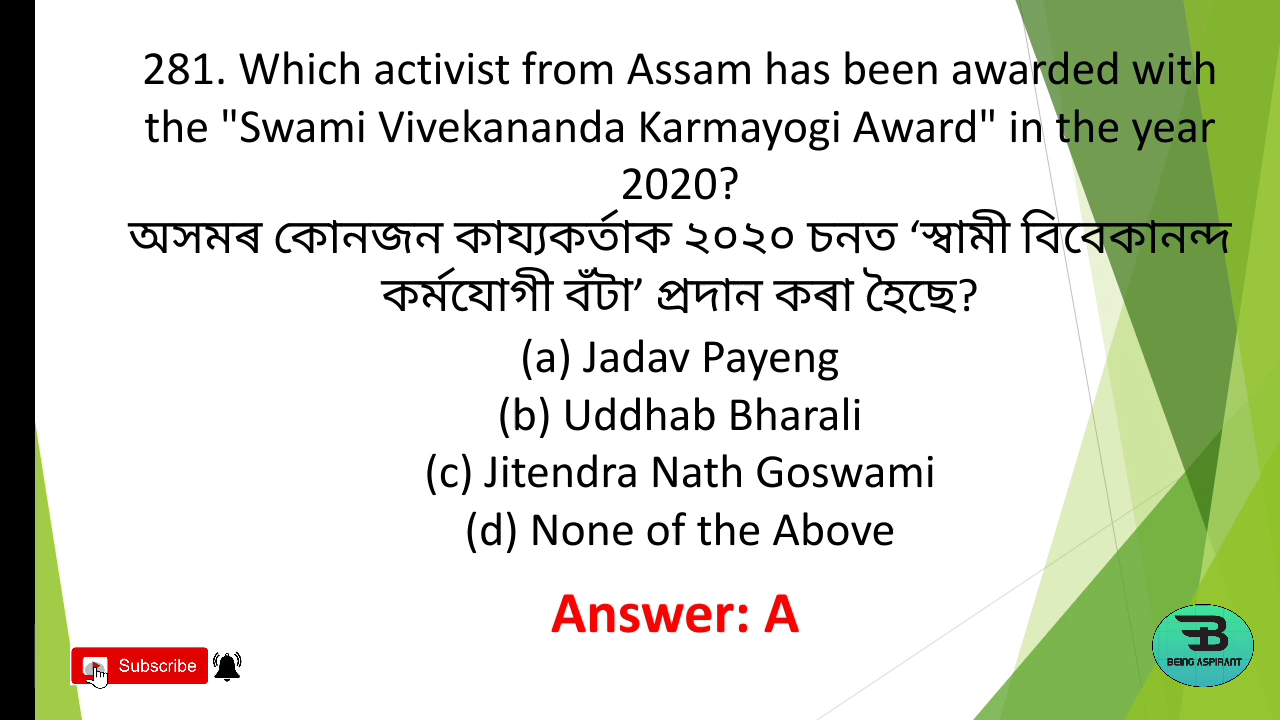 281. Which activist from Assam has been awarded with
the "Swami Vivekananda Karmayogi Award" in the year
2020?
অসমৰ কোনজন কায্যকৰ্তাক ২০২০ চনত ‘স্বামী বিবেকানন্দ
কৰ্মযোগী বঁটা’ প্ৰদান কৰা হৈছে?
(a) Jadav Payeng
(b) Uddhab Bharali
(c) Jitendra Nath Goswami
(d) None of the Above
Answer: A
Subscribe
BEING ASPIRANT